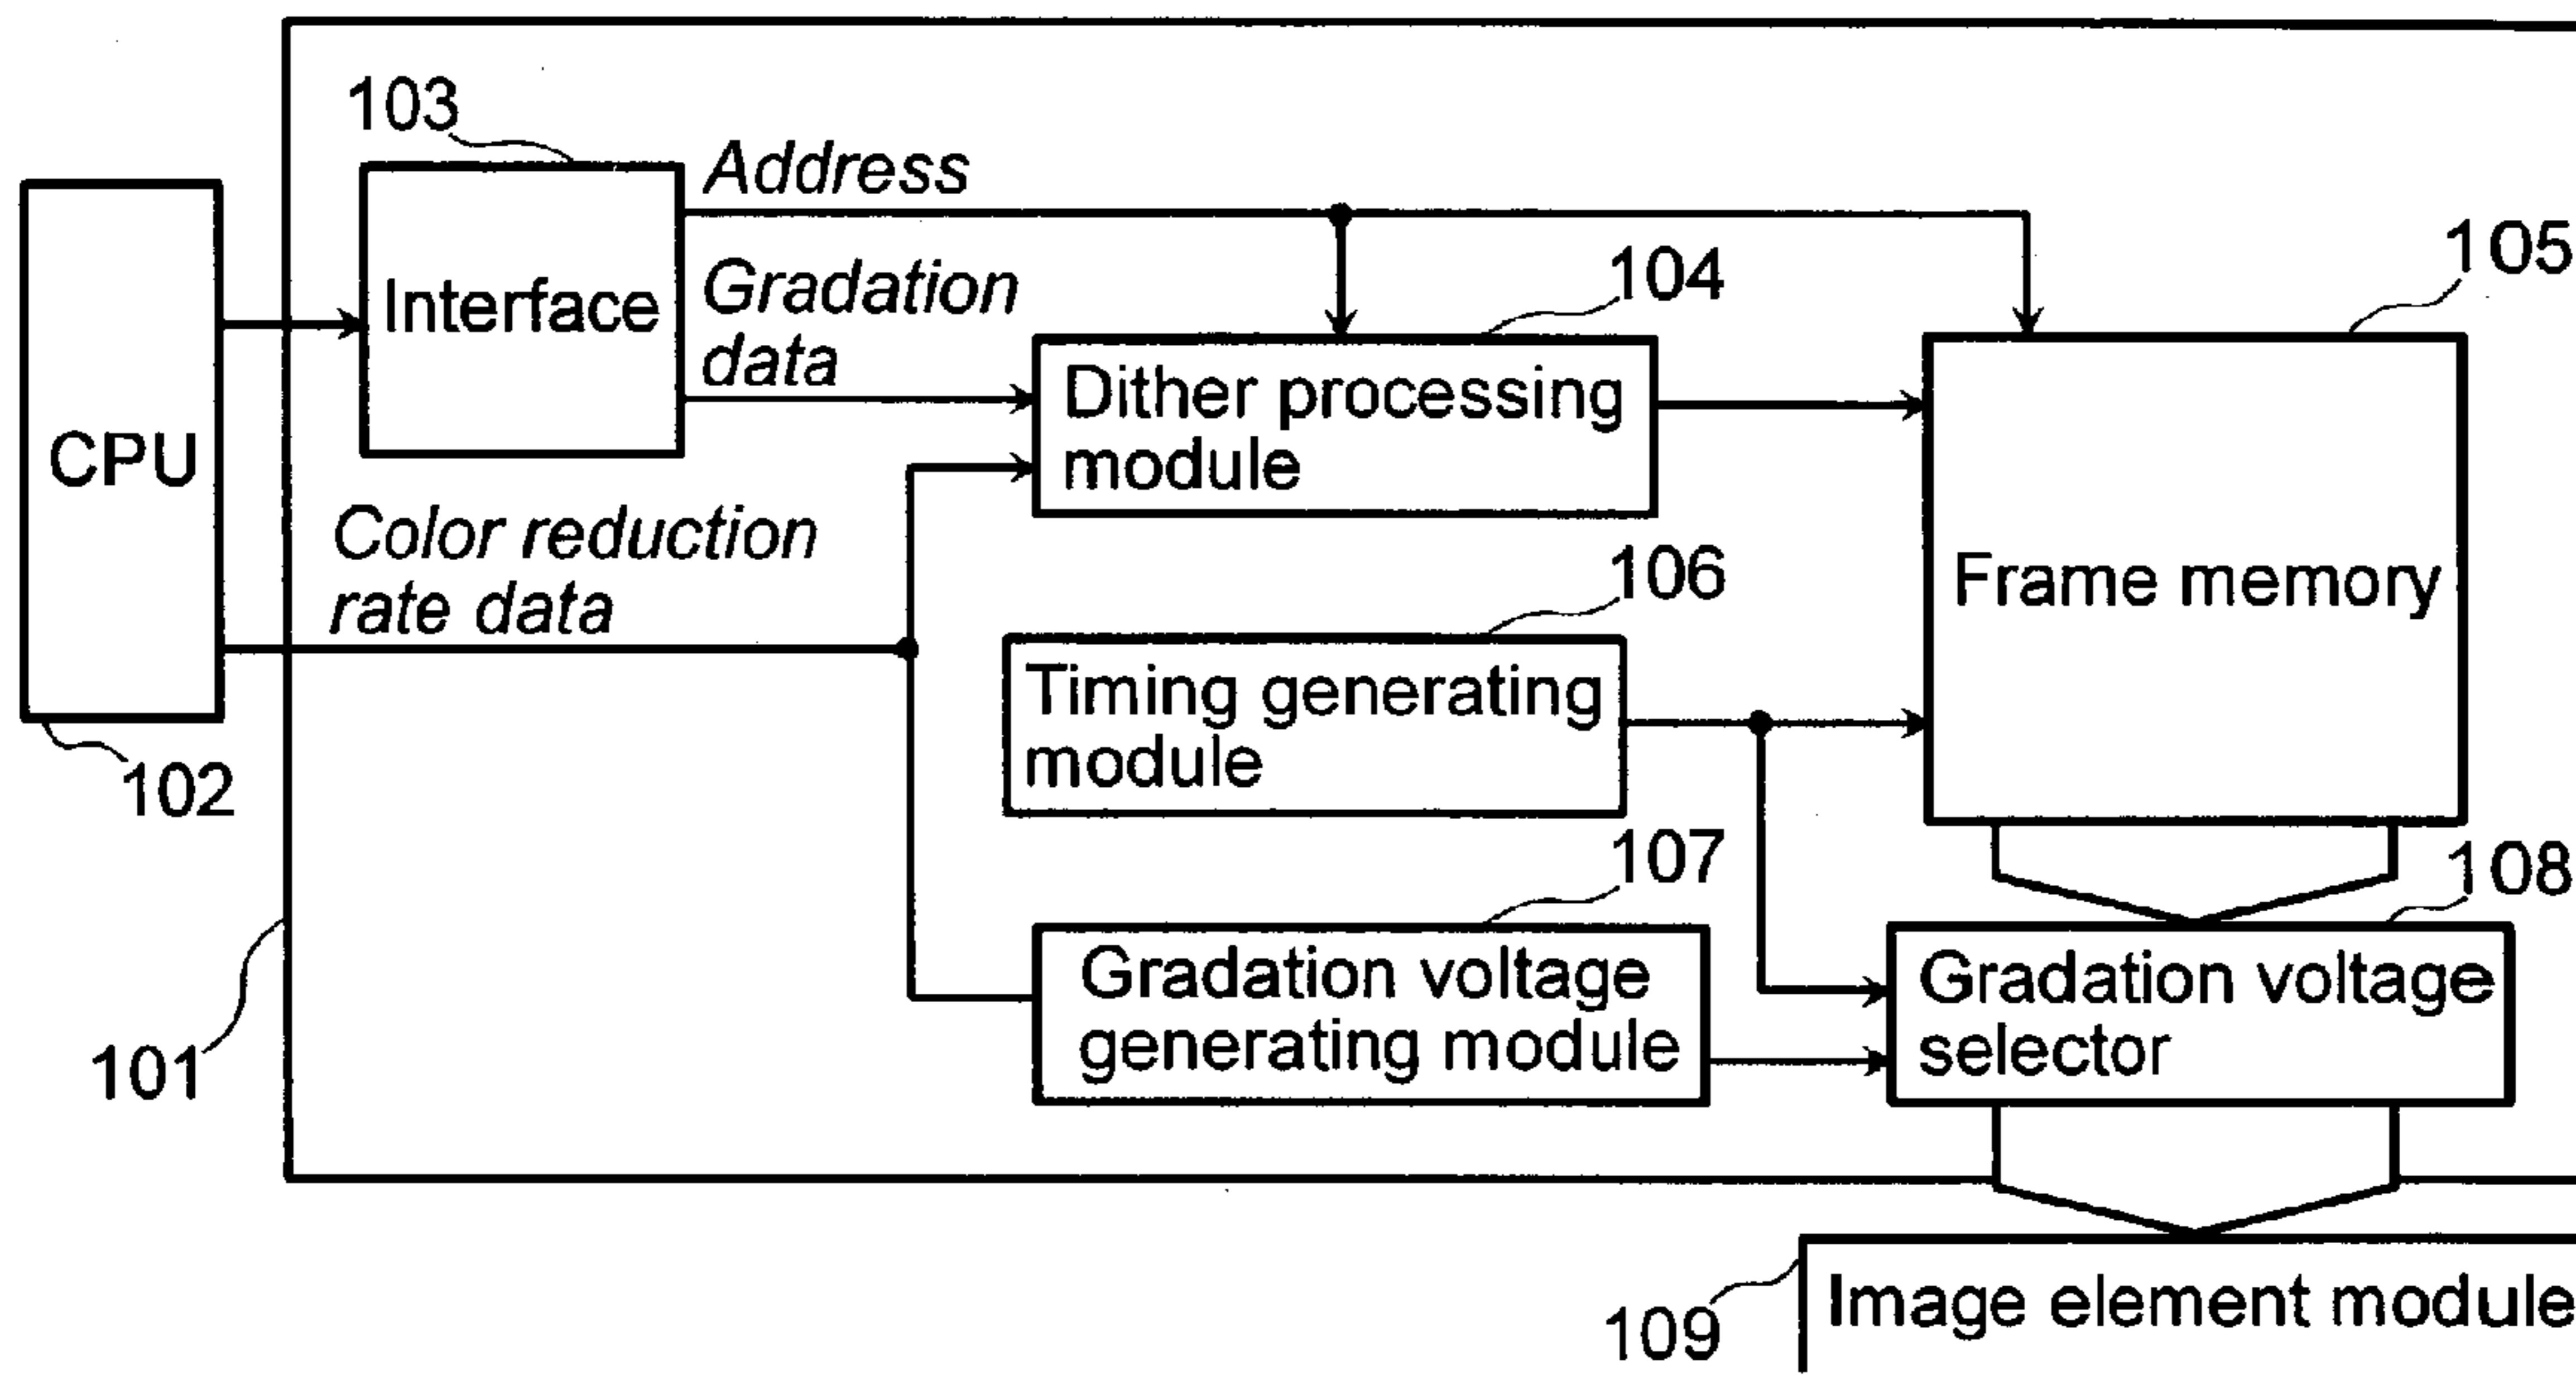 103
Address
105
Interface
Gradation
data
104
Dither processing
module
CPU
Color reduction
rate data
106
Frame memory
Timing generating
module
102
107
108
Gradation voltage
generating module
Gradation voltage
selector
101
109
Image element module